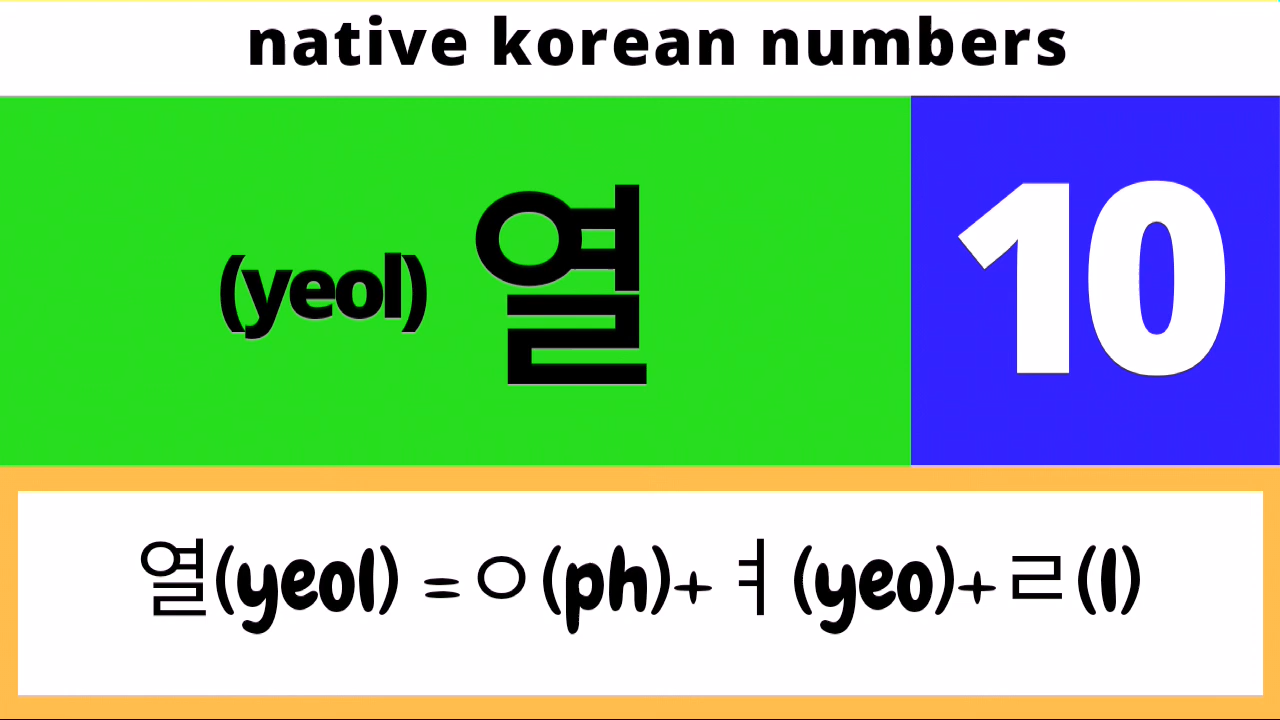 native korean numbers
(yeol) 열
10
열(yeol) =ㅇ(ph)+ㅕ(yeo)+ㄹ(l)